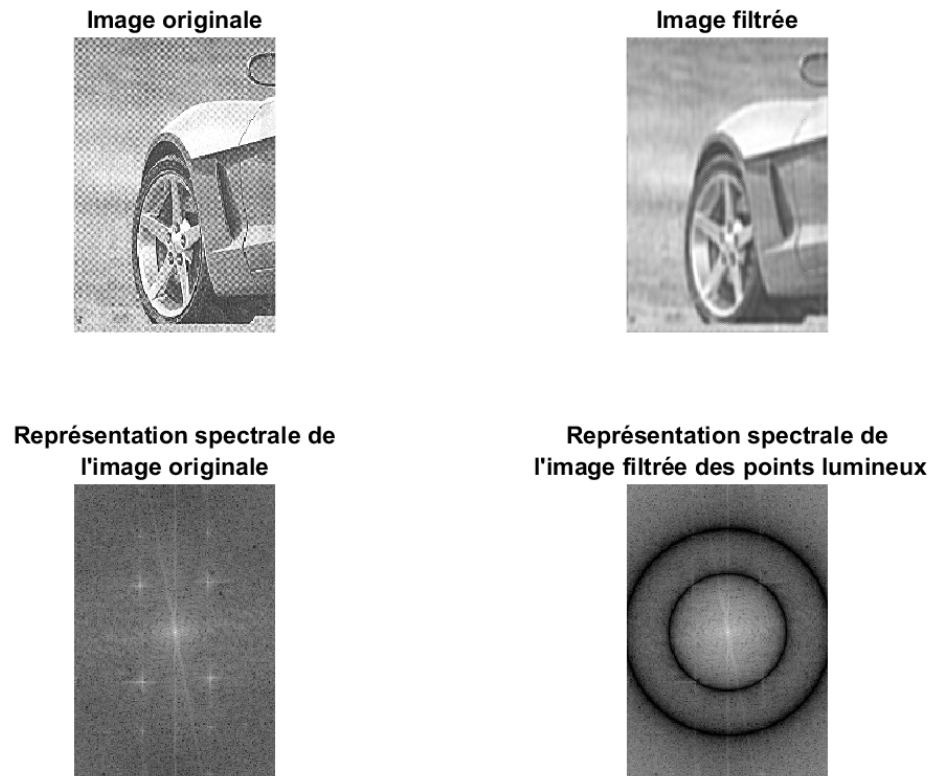 Image originale
Image filtrée
Représentation spectrale de
l'image originale
Représentation spectrale de
l'image filtrée des points lumineux